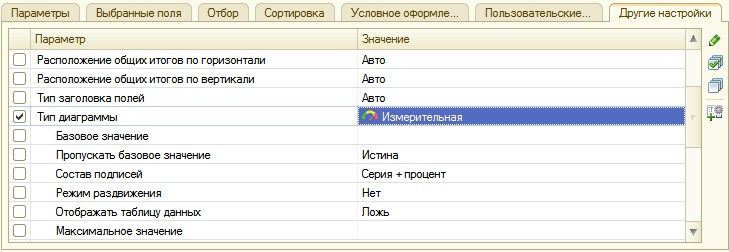 Параметры Выбранные поля Отбор Сортировка Условное оформле... Пользовательские... Другие настройки
Параметр Значение
Расположение общих итогов по горизонтали Авто
Расположение общих итогов по вертикали Авто
Тип заголовка полей Авто
Тип диаграммы Измерительная
Базовое значение
Пропускать базовое значение Истина
Состав подписей Серия + процент
Режим раздвижения Нет
Отображать таблицу данных Ложь
Максимальное значение